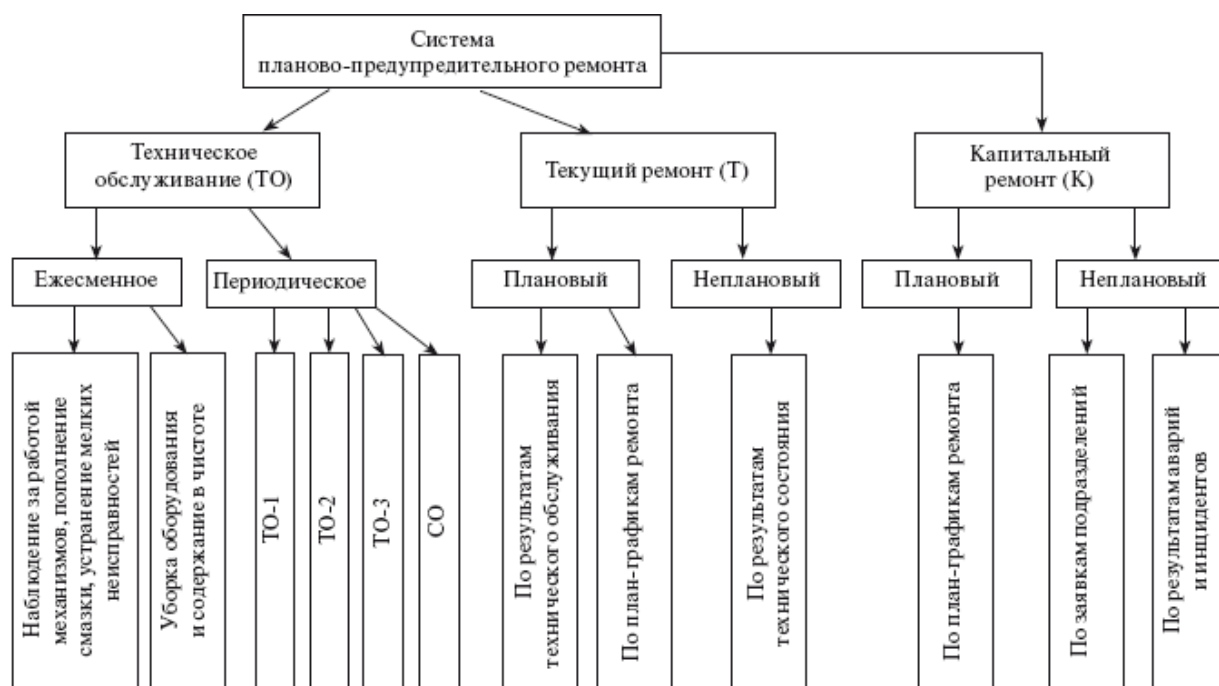 Система
планово-предупредительного ремонта
Техническое
обслуживание (ТО)
Текущий ремонт (Т)
Капитальный
ремонт (К)
Ежесменное
Периодическое
Плановый
Неплановый
Плановый
Неплановый
Наблюдение за работой
механизмов, пополнение
смазки, устранение мелких
неисправностей
Уборка оборудования
и содержание в чистоте
ТО-1
ТО-2
ТО-3
СО
По результатам
технического обслуживания
По план-графикам ремонта
По результатам
технического состояния
По план-графикам ремонта
По заявкам подразделений
По результатам аварий
и инцидентов